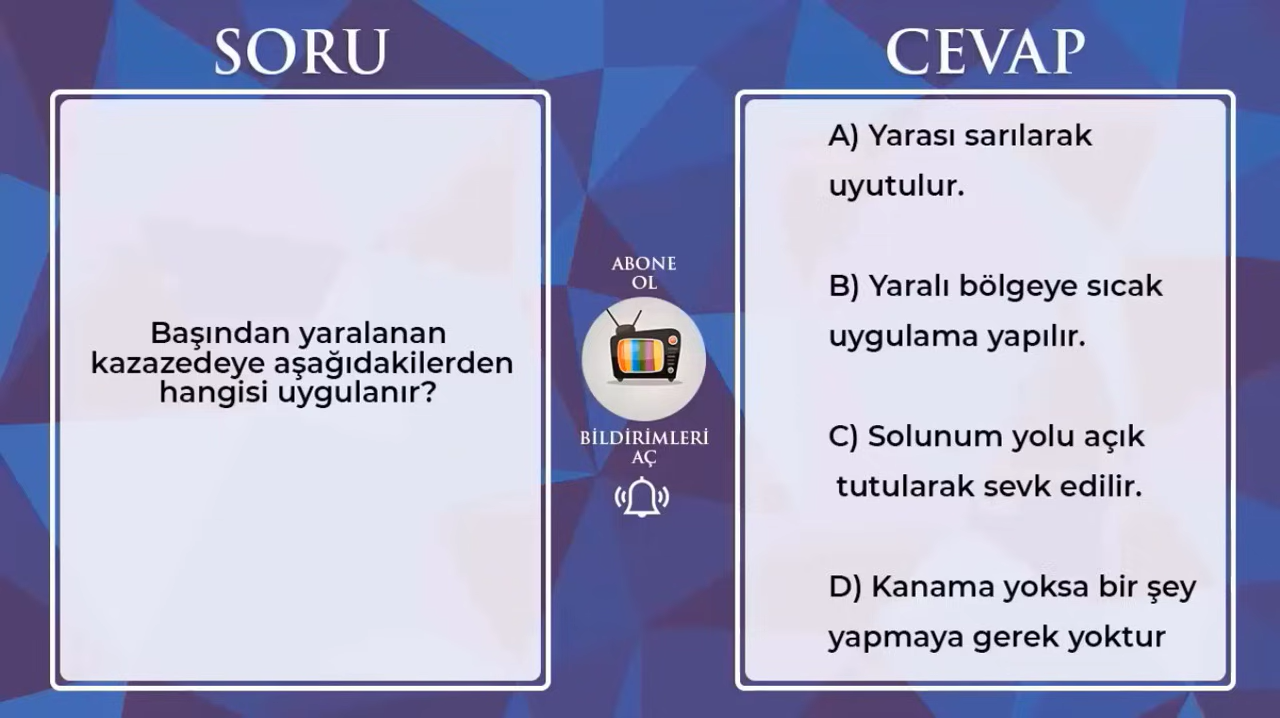 SORU
Başından yaralanan
kazazedeye aşağıdakilerden
hangisi uygulanır?
ABONE
OL
BİLDİRİMLERİ
AÇ
CEVAP
A) Yarası sarılarak
uyutulur.
B) Yaralı bölgeye sıcak
uygulama yapılır.
C) Solunum yolu açık
tutularak sevk edilir.
D) Kanama yoksa bir şey
yapmaya gerek yoktur